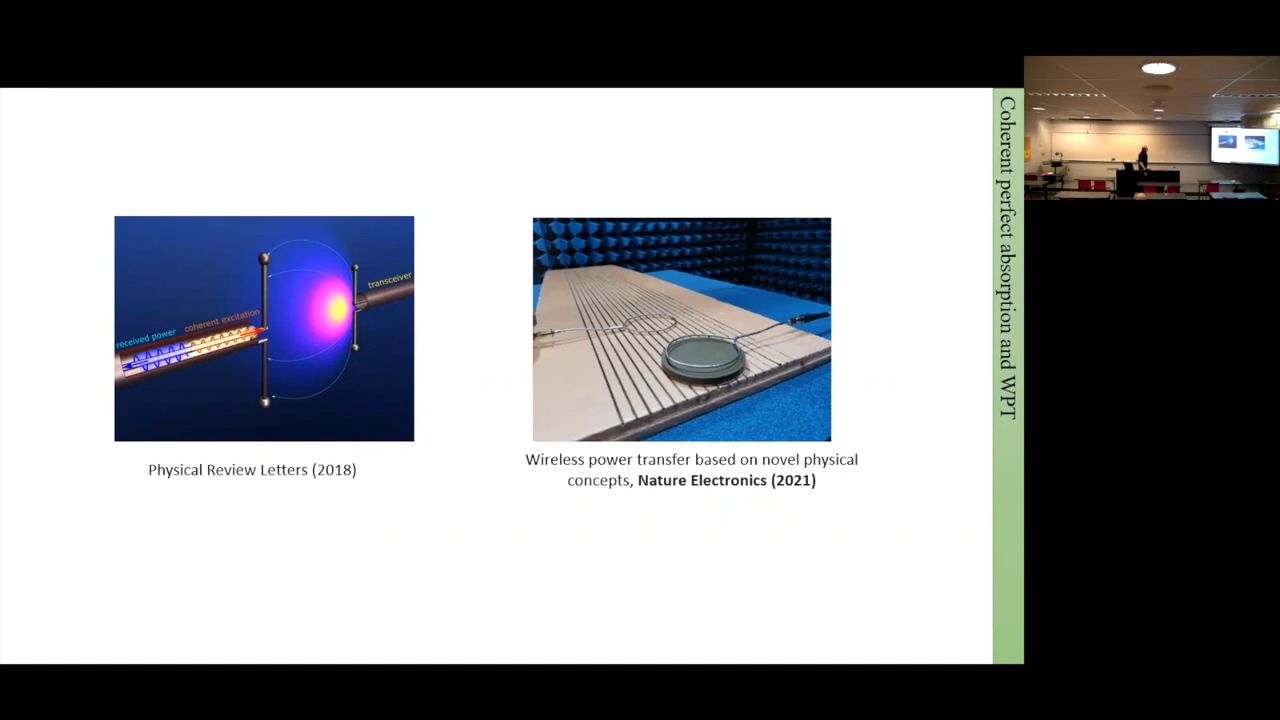 Coherent perfect absorption and WPT
transceiver
coherent excitation
received power
Physical Review Letters (2018)
Wireless power transfer based on novel physical
concepts, Nature Electronics (2021)